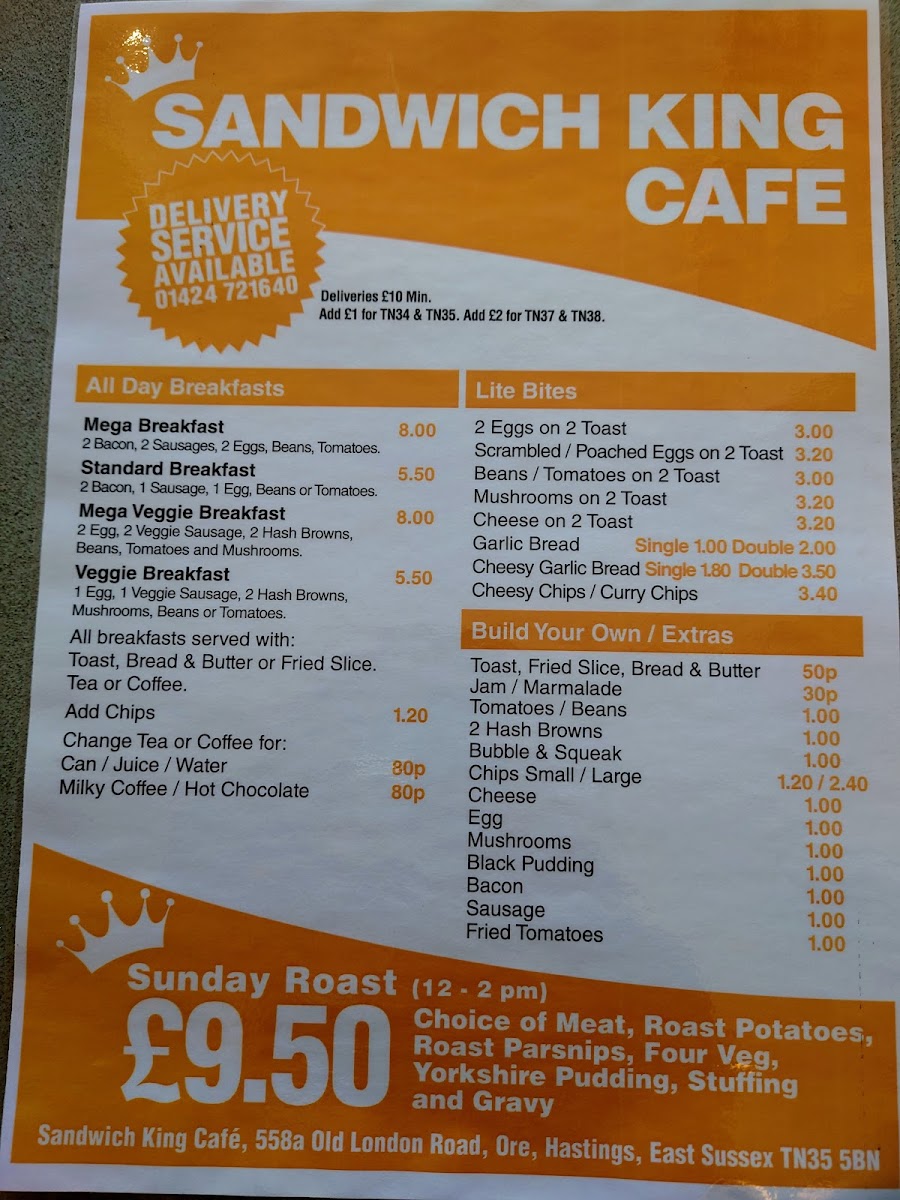 SANDWICH KING
CAFE
DELIVERY
SERVICE
AVAILABLE
01424 721640
Deliveries £10 Min.
Add £1 for TN34 & TN35. Add £2 for TN37 & TN38.
All Day Breakfasts
Mega Breakfast 8.00
2 Bacon, 2 Sausages, 2 Eggs, Beans, Tomatoes.
Standard Breakfast 5.50
2 Bacon, 1 Sausage, 1 Egg, Beans or Tomatoes.
Mega Veggie Breakfast 8.00
2 Egg, 2 Veggie Sausage, 2 Hash Browns,
Beans, Tomatoes and Mushrooms.
Veggie Breakfast 5.50
1 Egg, 1 Veggie Sausage, 2 Hash Browns,
Mushrooms, Beans or Tomatoes.
All breakfasts served with:
Toast, Bread & Butter or Fried Slice.
Tea or Coffee.
Add Chips 1.20
Change Tea or Coffee for:
Can / Juice / Water 80p
Milky Coffee / Hot Chocolate 80p
Lite Bites
2 Eggs on 2 Toast 3.00
Scrambled / Poached Eggs on 2 Toast 3.20
Beans / Tomatoes on 2 Toast 3.00
Mushrooms on 2 Toast 3.20
Cheese on 2 Toast 3.20
Garlic Bread Single 1.00 Double 2.00
Cheesy Garlic Bread Single 1.80 Double 3.50
Cheesy Chips / Curry Chips 3.40
Build Your Own / Extras
Toast, Fried Slice, Bread & Butter 50p
Jam / Marmalade 30p
Tomatoes / Beans 1.00
2 Hash Browns 1.00
Bubble & Squeak 1.00
Chips Small / Large 1.20 / 2.40
Cheese 1.00
Egg 1.00
Mushrooms 1.00
Black Pudding 1.00
Bacon 1.00
Sausage 1.00
Fried Tomatoes 1.00
Sunday Roast (12 - 2 pm)
£9.50
Choice of Meat, Roast Potatoes,
Roast Parsnips, Four Veg,
Yorkshire Pudding, Stuffing
and Gravy
Sandwich King Café, 558a Old London Road, Ore, Hastings, East Sussex TN35 5BN